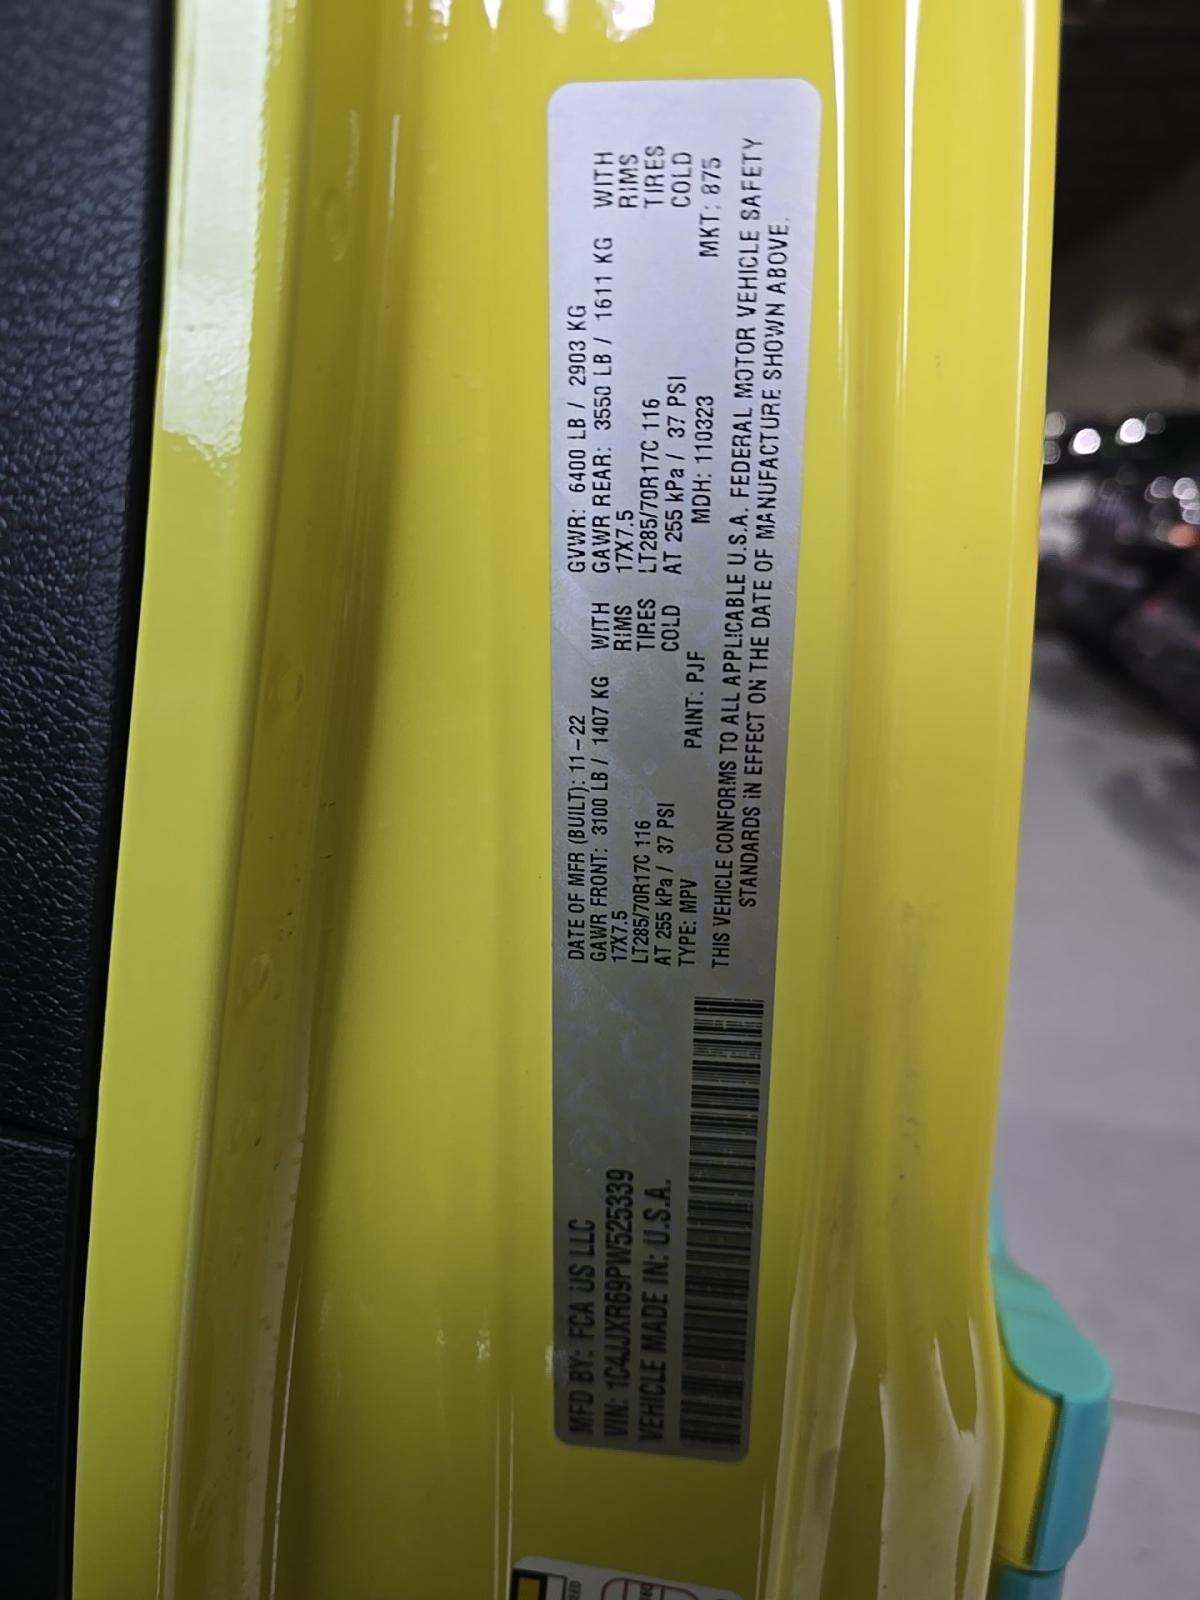 MFD BY: FCA US LLC
VIN: 1C4JJXR69PW525339
VEHICLE MADE IN: U.S.A.
DATE OF MFR (BUILT): 11-22 GVWR: 6400 LB / 2903 KG
GAWR FRONT: 3100 LB / 1407 KG WITH GAWR REAR: 3550 LB / 1611 KG WITH
17X7.5 RIMS 17X7.5 RIMS
LT285/70R17C 116 TIRES LT285/70R17C 116 TIRES
AT 255 kPa / 37 PSI COLD AT 255 kPa / 37 PSI COLD
TYPE: MPV PAINT: PJF MDH: 110323 MKT: 875
THIS VEHICLE CONFORMS TO ALL APPLICABLE U.S.A. FEDERAL MOTOR VEHICLE SAFETY
STANDARDS IN EFFECT ON THE DATE OF MANUFACTURE SHOWN ABOVE.